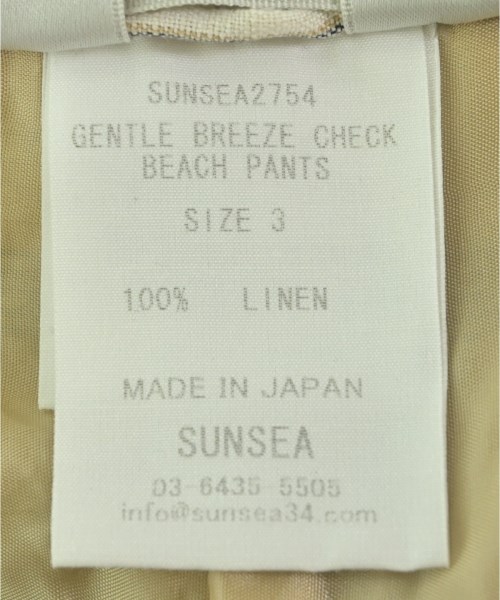 SUNSEA2754
GENTLE BREEZE CHECK
BEACH PANTS
SIZE 3
100% LINEN
MADE IN JAPAN
SUNSEA
03-6435-5505
info@sunsea34.com